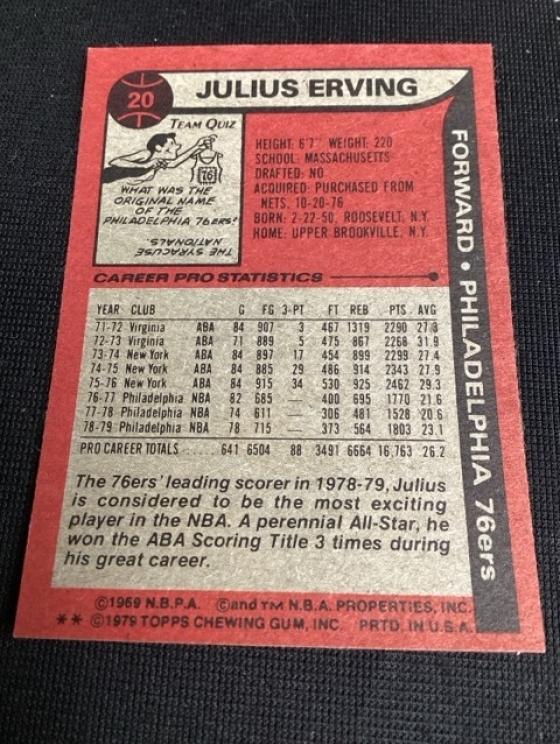 20
JULIUS ERVING
TEAM QUIZ
76
WHAT WAS THE
ORIGINAL NAME
OF THE
PHILADELPHIA 76ERS?
THE SYRACUSE
NATIONALS.
HEIGHT: 6'7" WEIGHT: 220
SCHOOL: MASSACHUSETTS
DRAFTED: NO
ACQUIRED: PURCHASED FROM
NETS, 10-20-76
BORN: 2-22-50, ROOSEVELT, N.Y.
HOME: UPPER BROOKVILLE, N.Y.
FORWARD • PHILADELPHIA 76ers
CAREER PRO STATISTICS
YEAR CLUB G FG 3-PT FT REB PTS AVG
71-72 Virginia ABA 84 907 3 467 1319 2290 27.3
72-73 Virginia ABA 71 889 5 475 867 2268 31.9
73-74 New York ABA 84 897 17 454 899 2299 27.4
74-75 New York ABA 84 885 29 486 914 2343 27.9
75-76 New York ABA 84 915 34 530 925 2462 29.3
76-77 Philadelphia NBA 82 685 — 400 695 1770 21.6
77-78 Philadelphia NBA 74 611 — 306 481 1528 20.6
78-79 Philadelphia NBA 78 715 — 373 564 1803 23.1
PRO CAREER TOTALS ...... 641 6504 88 3491 6664 16,763 26.2
The 76ers' leading scorer in 1978-79, Julius
is considered to be the most exciting
player in the NBA. A perennial All-Star, he
won the ABA Scoring Title 3 times during
his great career.
©1969 N.B.P.A. ©and TM N.B.A. PROPERTIES, INC.
** ©1979 TOPPS CHEWING GUM, INC. PRTD. IN U.S.A.